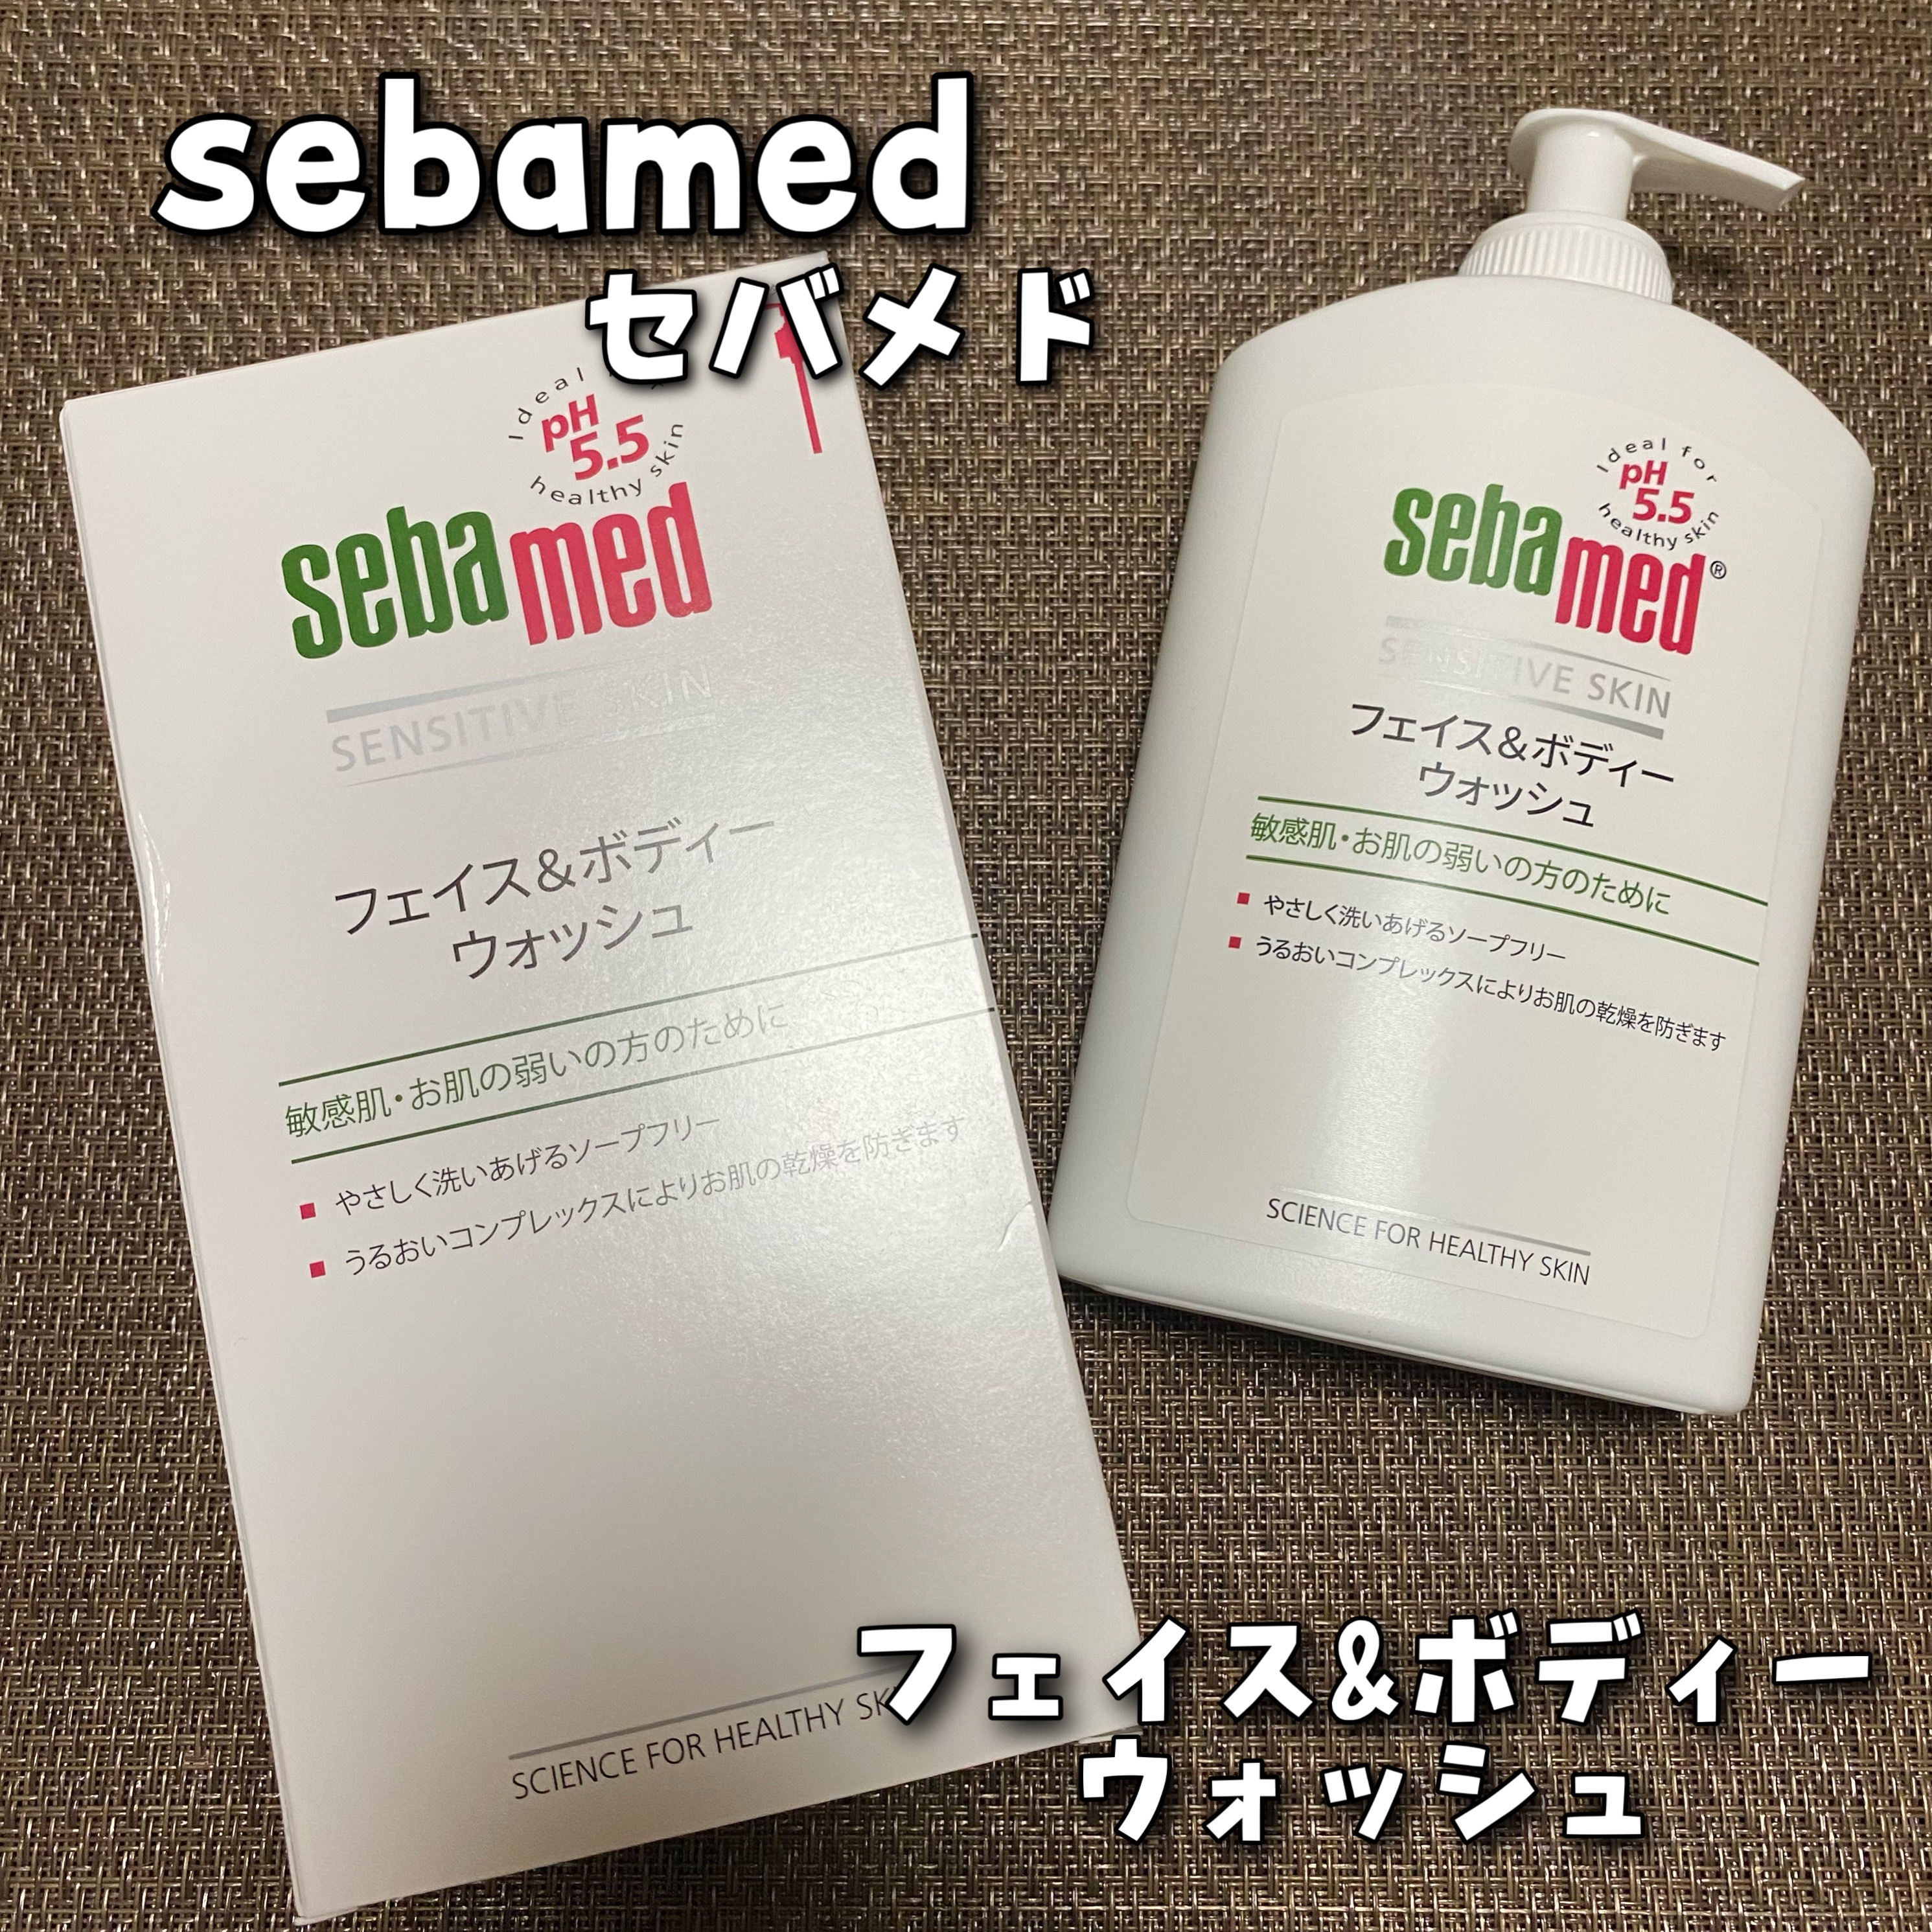 sebamed
セバメド
Ideal
pH
5.5
healthy skin
sebamed
SENSITIVE SKIN
フェイス&ボディー
ウォッシュ
敏感肌・お肌の弱いの方のために
■ やさしく洗いあげるソープフリー
■ うるおいコンプレックスによりお肌の乾燥を防ぎます
SCIENCE FOR HEALTHY
Ideal for
pH
5.5
healthy skin
sebamed®
SENSITIVE SKIN
フェイス&ボディー
ウォッシュ
敏感肌・お肌の弱いの方のために
■ やさしく洗いあげるソープフリー
■ うるおいコンプレックスによりお肌の乾燥を防ぎます
SCIENCE FOR HEALTHY SKIN
フェイス&ボディー
ウォッシュ